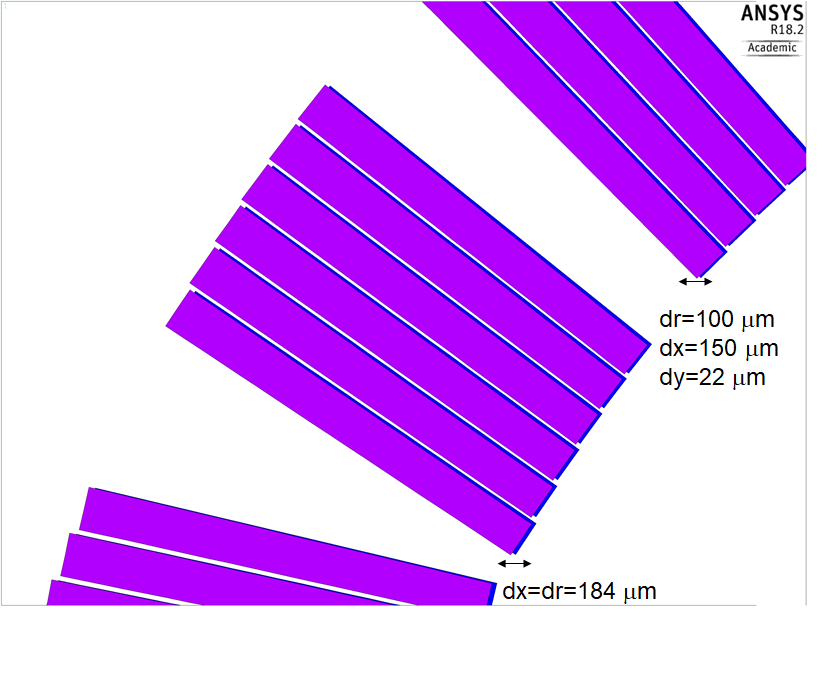 ANSYS
R18.2
Academic
dr=100 μm
dx=150 μm
dy=22 μm
dx=dr=184 μm